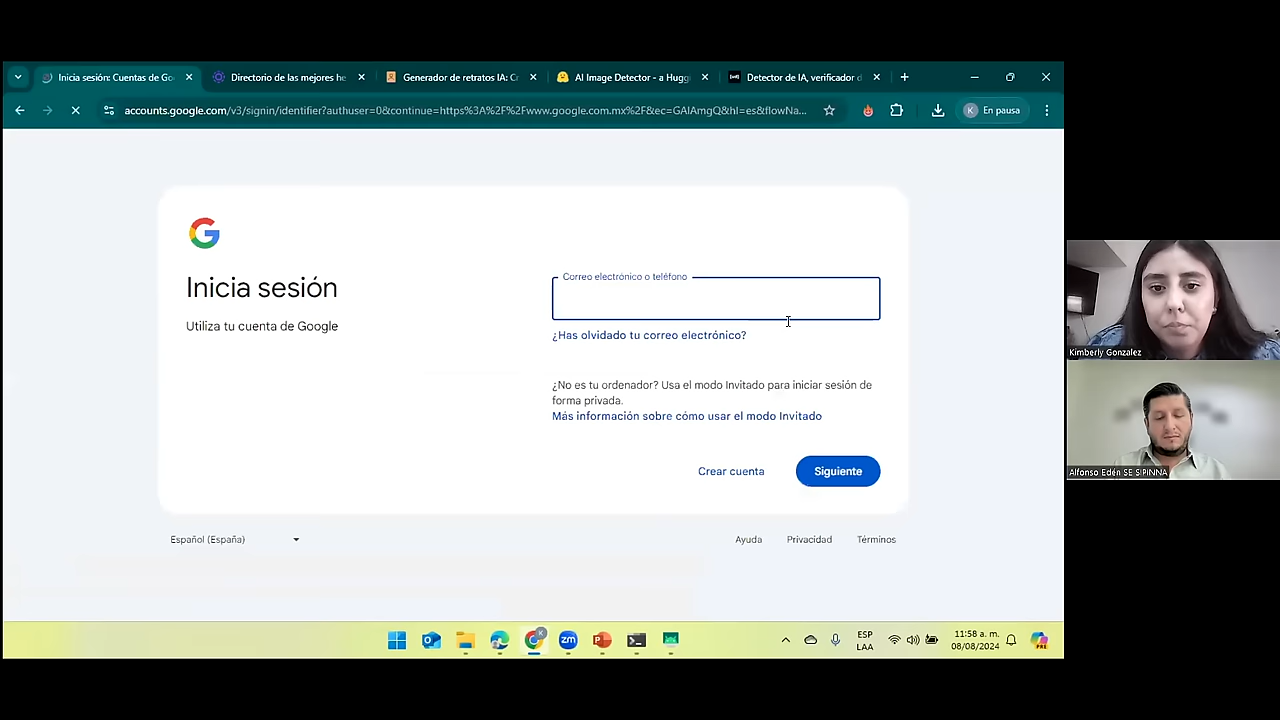 Inicia sesión: Cuentas de Go
Directorio de las mejores he
Generador de retratos IA: C
AI Image Detector - a Huggi
Detector de IA, verificador d
accounts.google.com/v3/signin/identifier?authuser=0&continue=https%3A%2F%2Fwww.google.com.mx%2F&ec=GAlAmgQ&hl=es&flowNa...
K En pausa
Inicia sesión
Utiliza tu cuenta de Google
Correo electrónico o teléfono
¿Has olvidado tu correo electrónico?
¿No es tu ordenador? Usa el modo Invitado para iniciar sesión de
forma privada.
Más información sobre cómo usar el modo Invitado
Crear cuenta
Siguiente
Español (España)
Ayuda
Privacidad
Términos
Kimberly Gonzalez
Alfonso Edén SE SIPINNA
zm
ESP
LAA
11:58 a. m.
08/08/2024
PRE